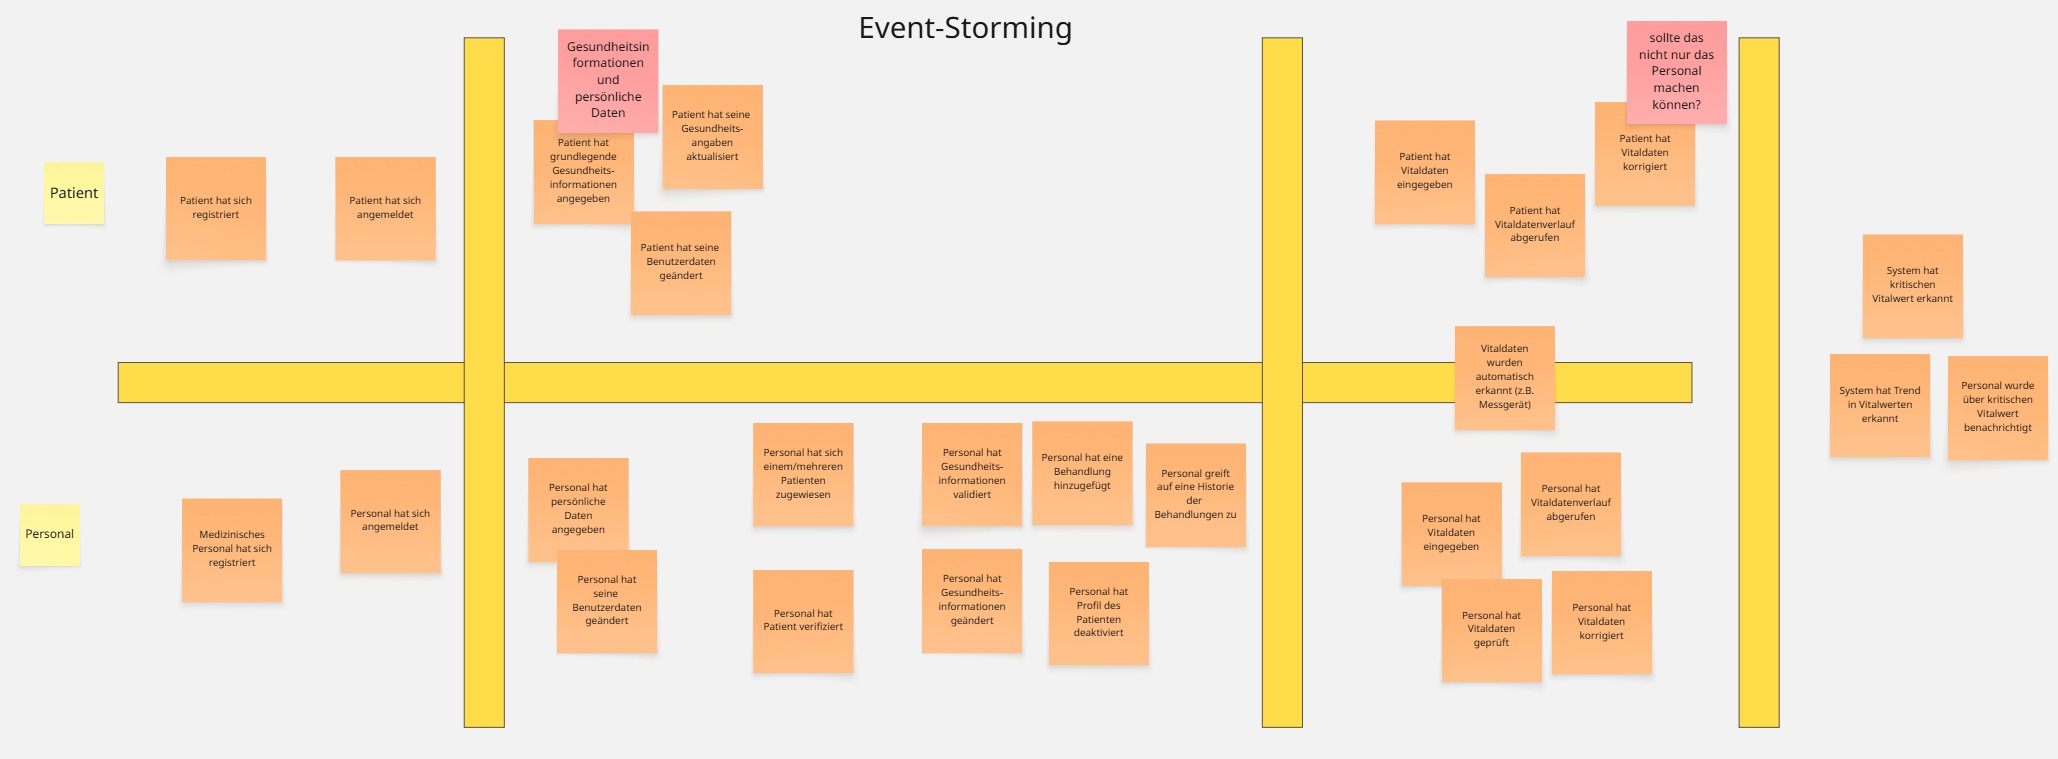 Event-Storming
Patient
Patient hat sich
registriert
Patient hat sich
angemeldet
Gesundheitsin
formationen
und
persönliche
Daten
Patient hat
grundlegende
Gesundheits-
informationen
angegeben
Patient hat seine
Gesundheits-
angaben
aktualisiert
Patient hat seine
Benutzerdaten
geändert
Patient hat
Vitaldaten
eingegeben
Patient hat
Vitaldatenverlauf
abgerufen
sollte das
nicht nur das
Personal
machen
können?
Patient hat
Vitaldaten
korrigiert
Vitaldaten
wurden
automatisch
erkannt (z.B.
Messgerät)
System hat
kritischen
Vitalwert erkannt
System hat Trend
in Vitalwerten
erkannt
Personal wurde
über kritischen
Vitalwert
benachrichtigt
Personal
Medizinisches
Personal hat sich
registriert
Personal hat sich
angemeldet
Personal hat
persönliche
Daten
angegeben
Personal hat
seine
Benutzerdaten
geändert
Personal hat sich
einem/mehreren
Patienten
zugewiesen
Personal hat
Patient verifiziert
Personal hat
Gesundheits-
informationen
validiert
Personal hat eine
Behandlung
hinzugefügt
Personal greift
auf eine Historie
der
Behandlungen zu
Personal hat
Gesundheits-
informationen
geändert
Personal hat
Profil des
Patienten
deaktiviert
Personal hat
Vitaldaten
eingegeben
Personal hat
Vitaldatenverlauf
abgerufen
Personal hat
Vitaldaten
geprüft
Personal hat
Vitaldaten
korrigiert